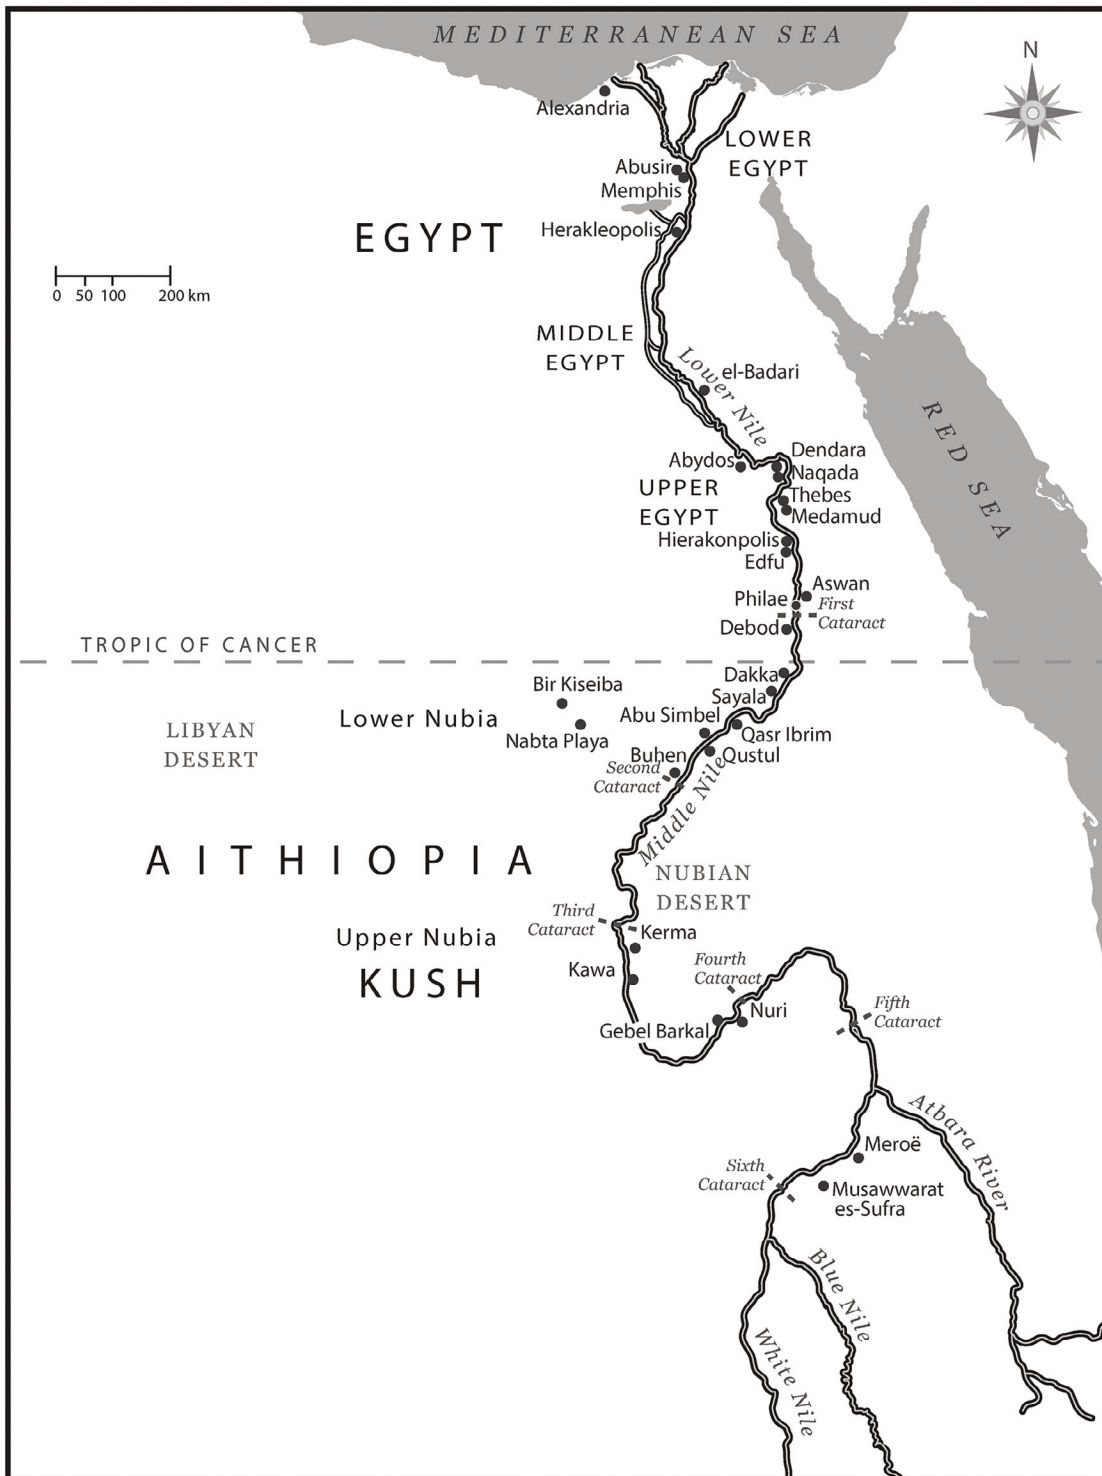 MEDITERRANEAN SEA
N
Alexandria
LOWER
EGYPT
Abusir
Memphis
EGYPT
Herakleopolis
0 50 100 200 km
MIDDLE
EGYPT
Lower Nile
el-Badari
RED SEA
Abydos
Dendara
Naqada
UPPER
EGYPT
Thebes
Medamud
Hierakonpolis
Edfu
Aswan
Philae
First
Cataract
Debod
TROPIC OF CANCER
Dakka
Bir Kiseiba
Sayala
Lower Nubia
Abu Simbel
LIBYAN
DESERT
Nabta Playa
Qasr Ibrim
Buhen
Qustul
Second
Cataract
Middle Nile
AITHIOPIA
NUBIAN
DESERT
Third
Cataract
Kerma
Upper Nubia
KUSH
Kawa
Fourth
Cataract
Nuri
Gebel Barkal
Fifth
Cataract
Atbara River
Meroë
Sixth
Cataract
Musawwarat
es-Sufra
Blue Nile
White Nile